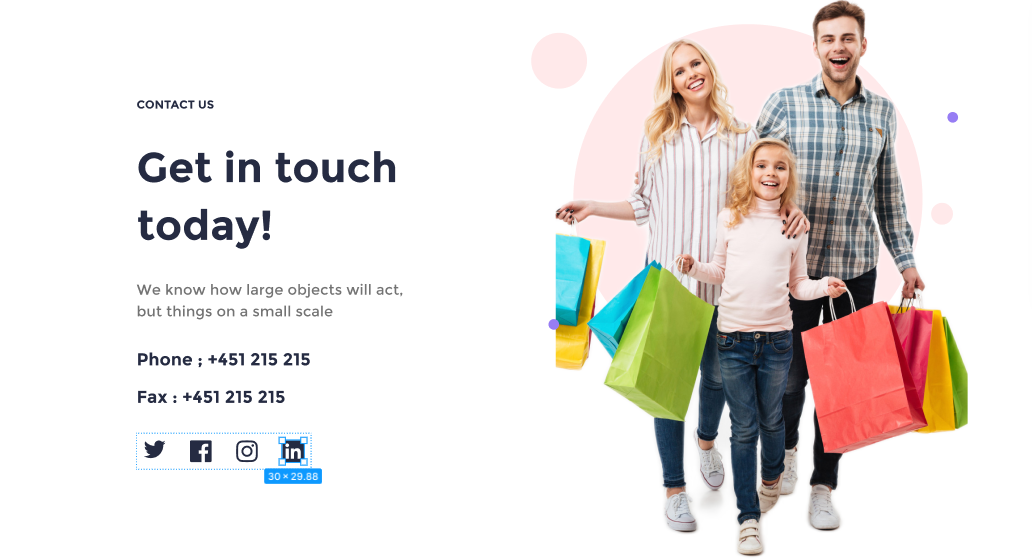 CONTACT US
Get in touch
today!
We know how large objects will act,
but things on a small scale
Phone ; +451 215 215
Fax : +451 215 215
in
30 × 29.88